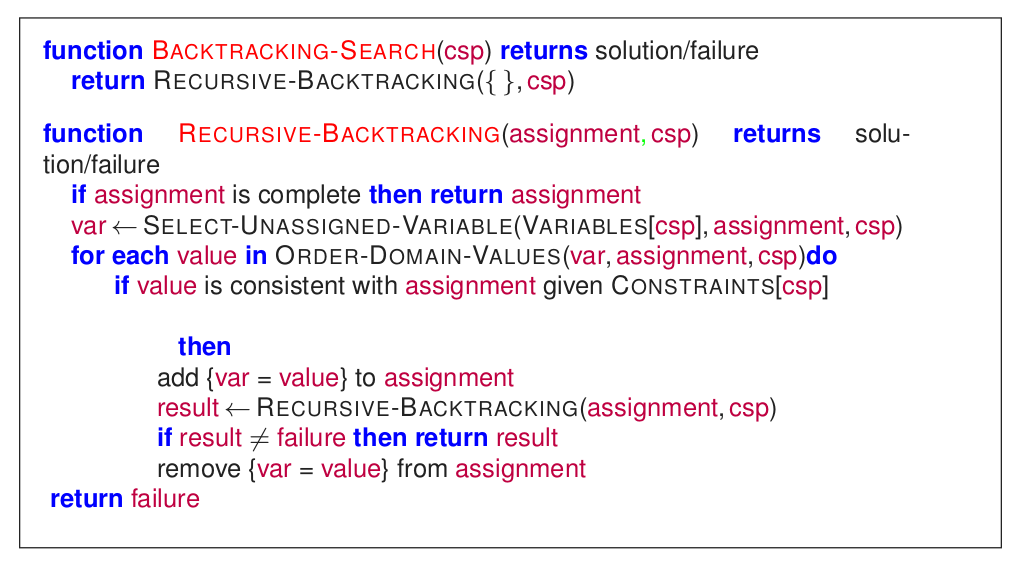 function BACKTRACKING-SEARCH(csp) returns solution/failure
return RECURSIVE-BACKTRACKING({ }, csp)
function RECURSIVE-BACKTRACKING(assignment, csp) returns solu-
tion/failure
if assignment is complete then return assignment
var ← SELECT-UNASSIGNED-VARIABLE(VARIABLES[csp], assignment, csp)
for each value in ORDER-DOMAIN-VALUES(var, assignment, csp)do
if value is consistent with assignment given CONSTRAINTS[csp]
then
add {var = value} to assignment
result ← RECURSIVE-BACKTRACKING(assignment, csp)
if result ≠ failure then return result
remove {var = value} from assignment
return failure